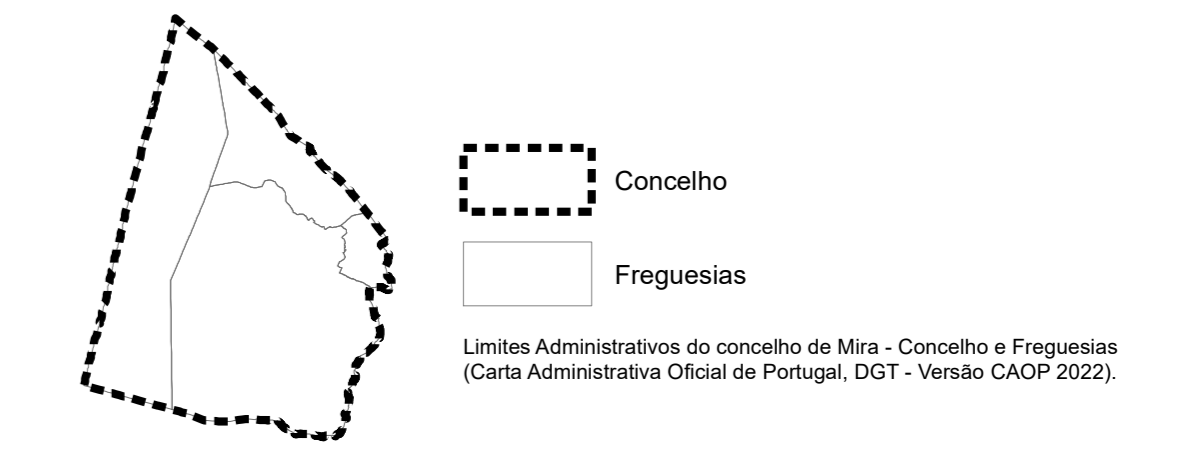 Concelho
Freguesias
Limites Administrativos do concelho de Mira - Concelho e Freguesias
(Carta Administrativa Oficial de Portugal, DGT - Versão CAOP 2022).